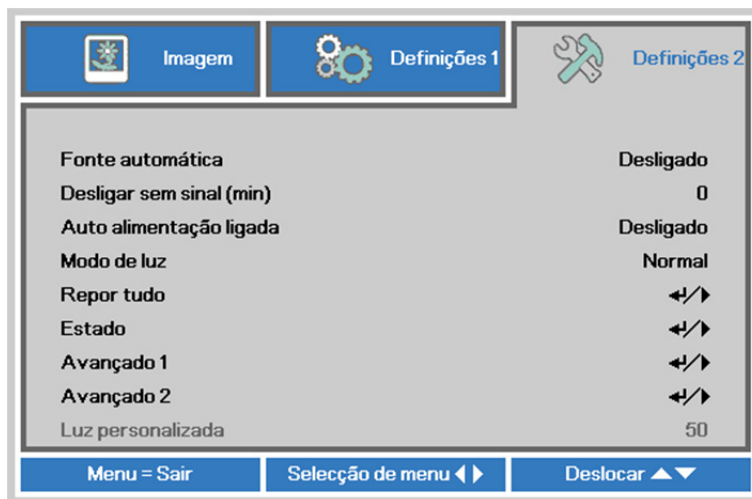 Imagem Definições 1 Definições 2
Fonte automática Desligado
Desligar sem sinal (min) 0
Auto alimentação ligada Desligado
Modo de luz Normal
Repor tudo ↵/▶
Estado ↵/▶
Avançado 1 ↵/▶
Avançado 2 ↵/▶
Luz personalizada 50
Menu = Sair Selecção de menu ◀▶ Deslocar ▲▼